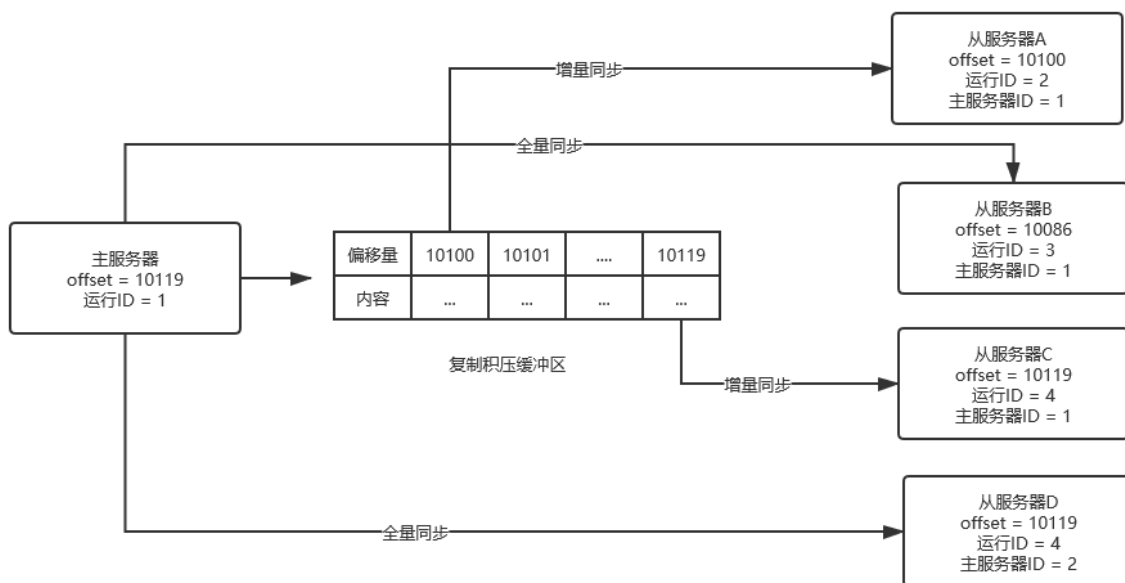 从服务器A
offset = 10100
运行ID = 2
主服务器ID = 1
增量同步
全量同步
从服务器B
offset = 10086
运行ID = 3
主服务器ID = 1
主服务器
offset = 10119
运行ID = 1
偏移量 10100 10101 .... 10119
内容 ... ... ... ...
复制积压缓冲区
增量同步
从服务器C
offset = 10119
运行ID = 4
主服务器ID = 1
全量同步
从服务器D
offset = 10119
运行ID = 4
主服务器ID = 2